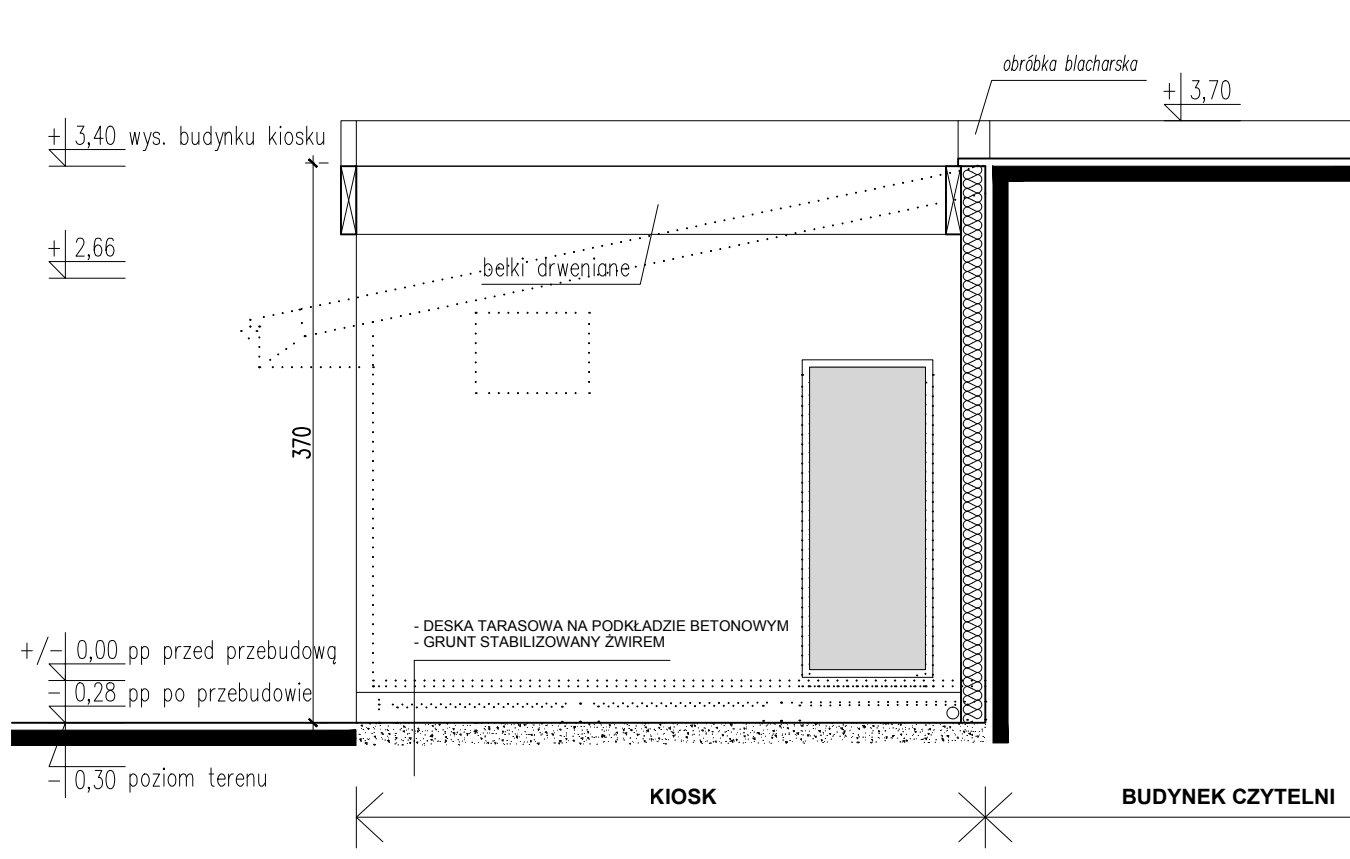 obróbka blacharska
+ 3,70
+ 3,40 wys. budynku kiosku
+ 2,66
bełki drweniane
370
- DESKA TARASOWA NA PODKŁADZIE BETONOWYM
- GRUNT STABILIZOWANY ŻWIREM
+/- 0,00 pp przed przebudową
- 0,28 pp po przebudowie
- 0,30 poziom terenu
KIOSK
BUDYNEK CZYTELNI